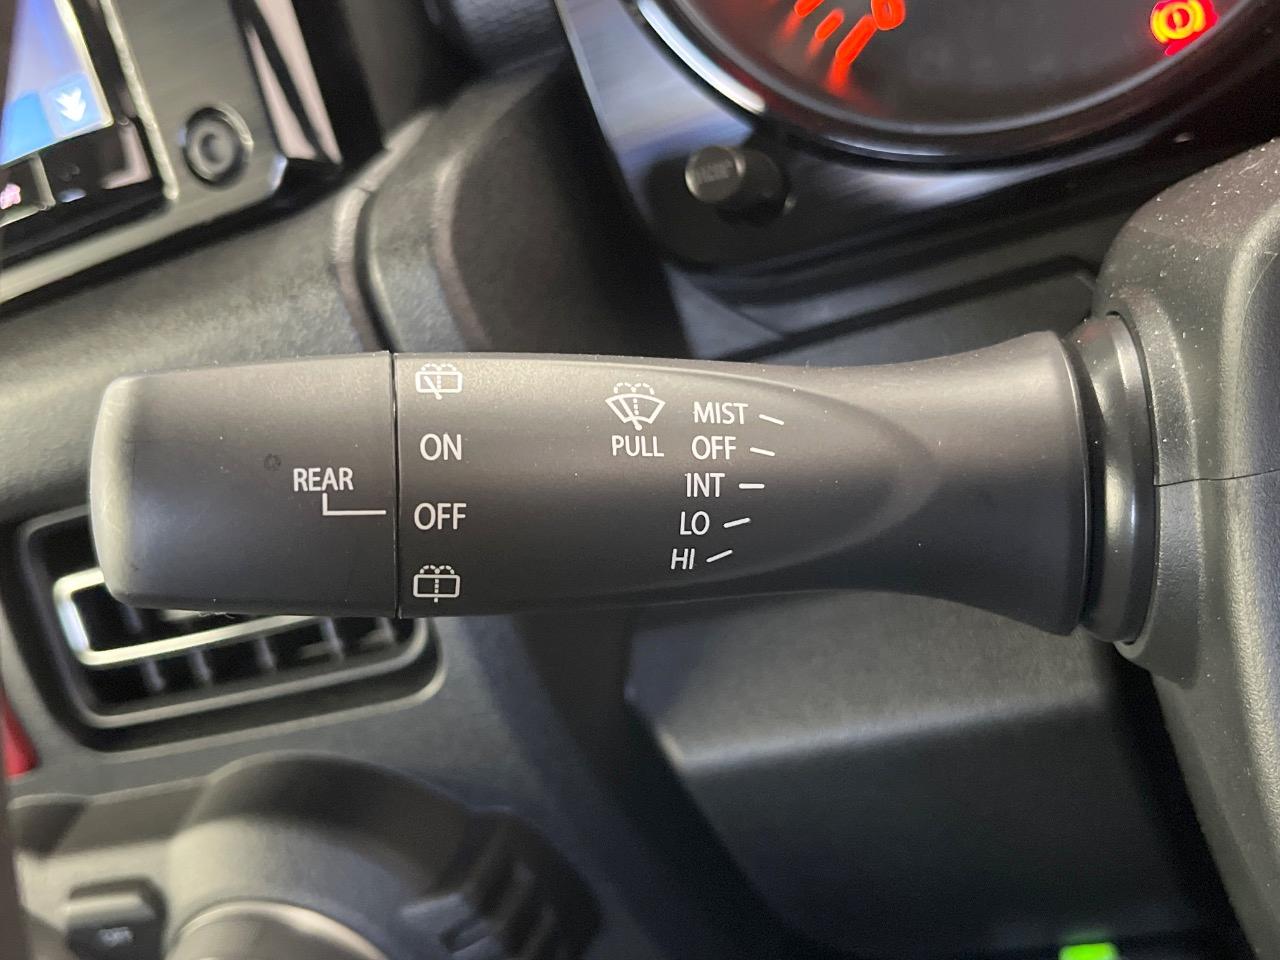 ON
REAR
OFF
PULL
MIST
OFF
INT
LO
HI